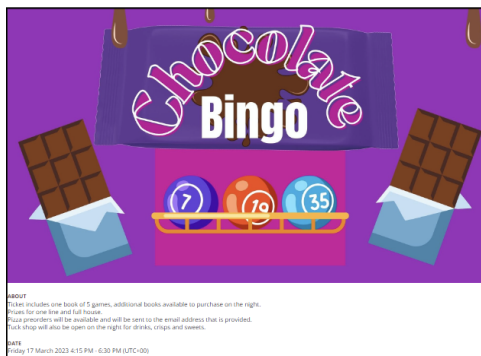 Chocolate
Bingo
7 19 35
ABOUT
Ticket includes one book of 5 games, additional books available to purchase on the night.
Prizes for one line and full house.
Pizza preorders will be available and will be sent to the email address that is provided.
Tuck shop will also be open on the night for drinks, crisps and sweets.
DATE
Friday 17 March 2023 4:15 PM - 6:30 PM (UTC+00)